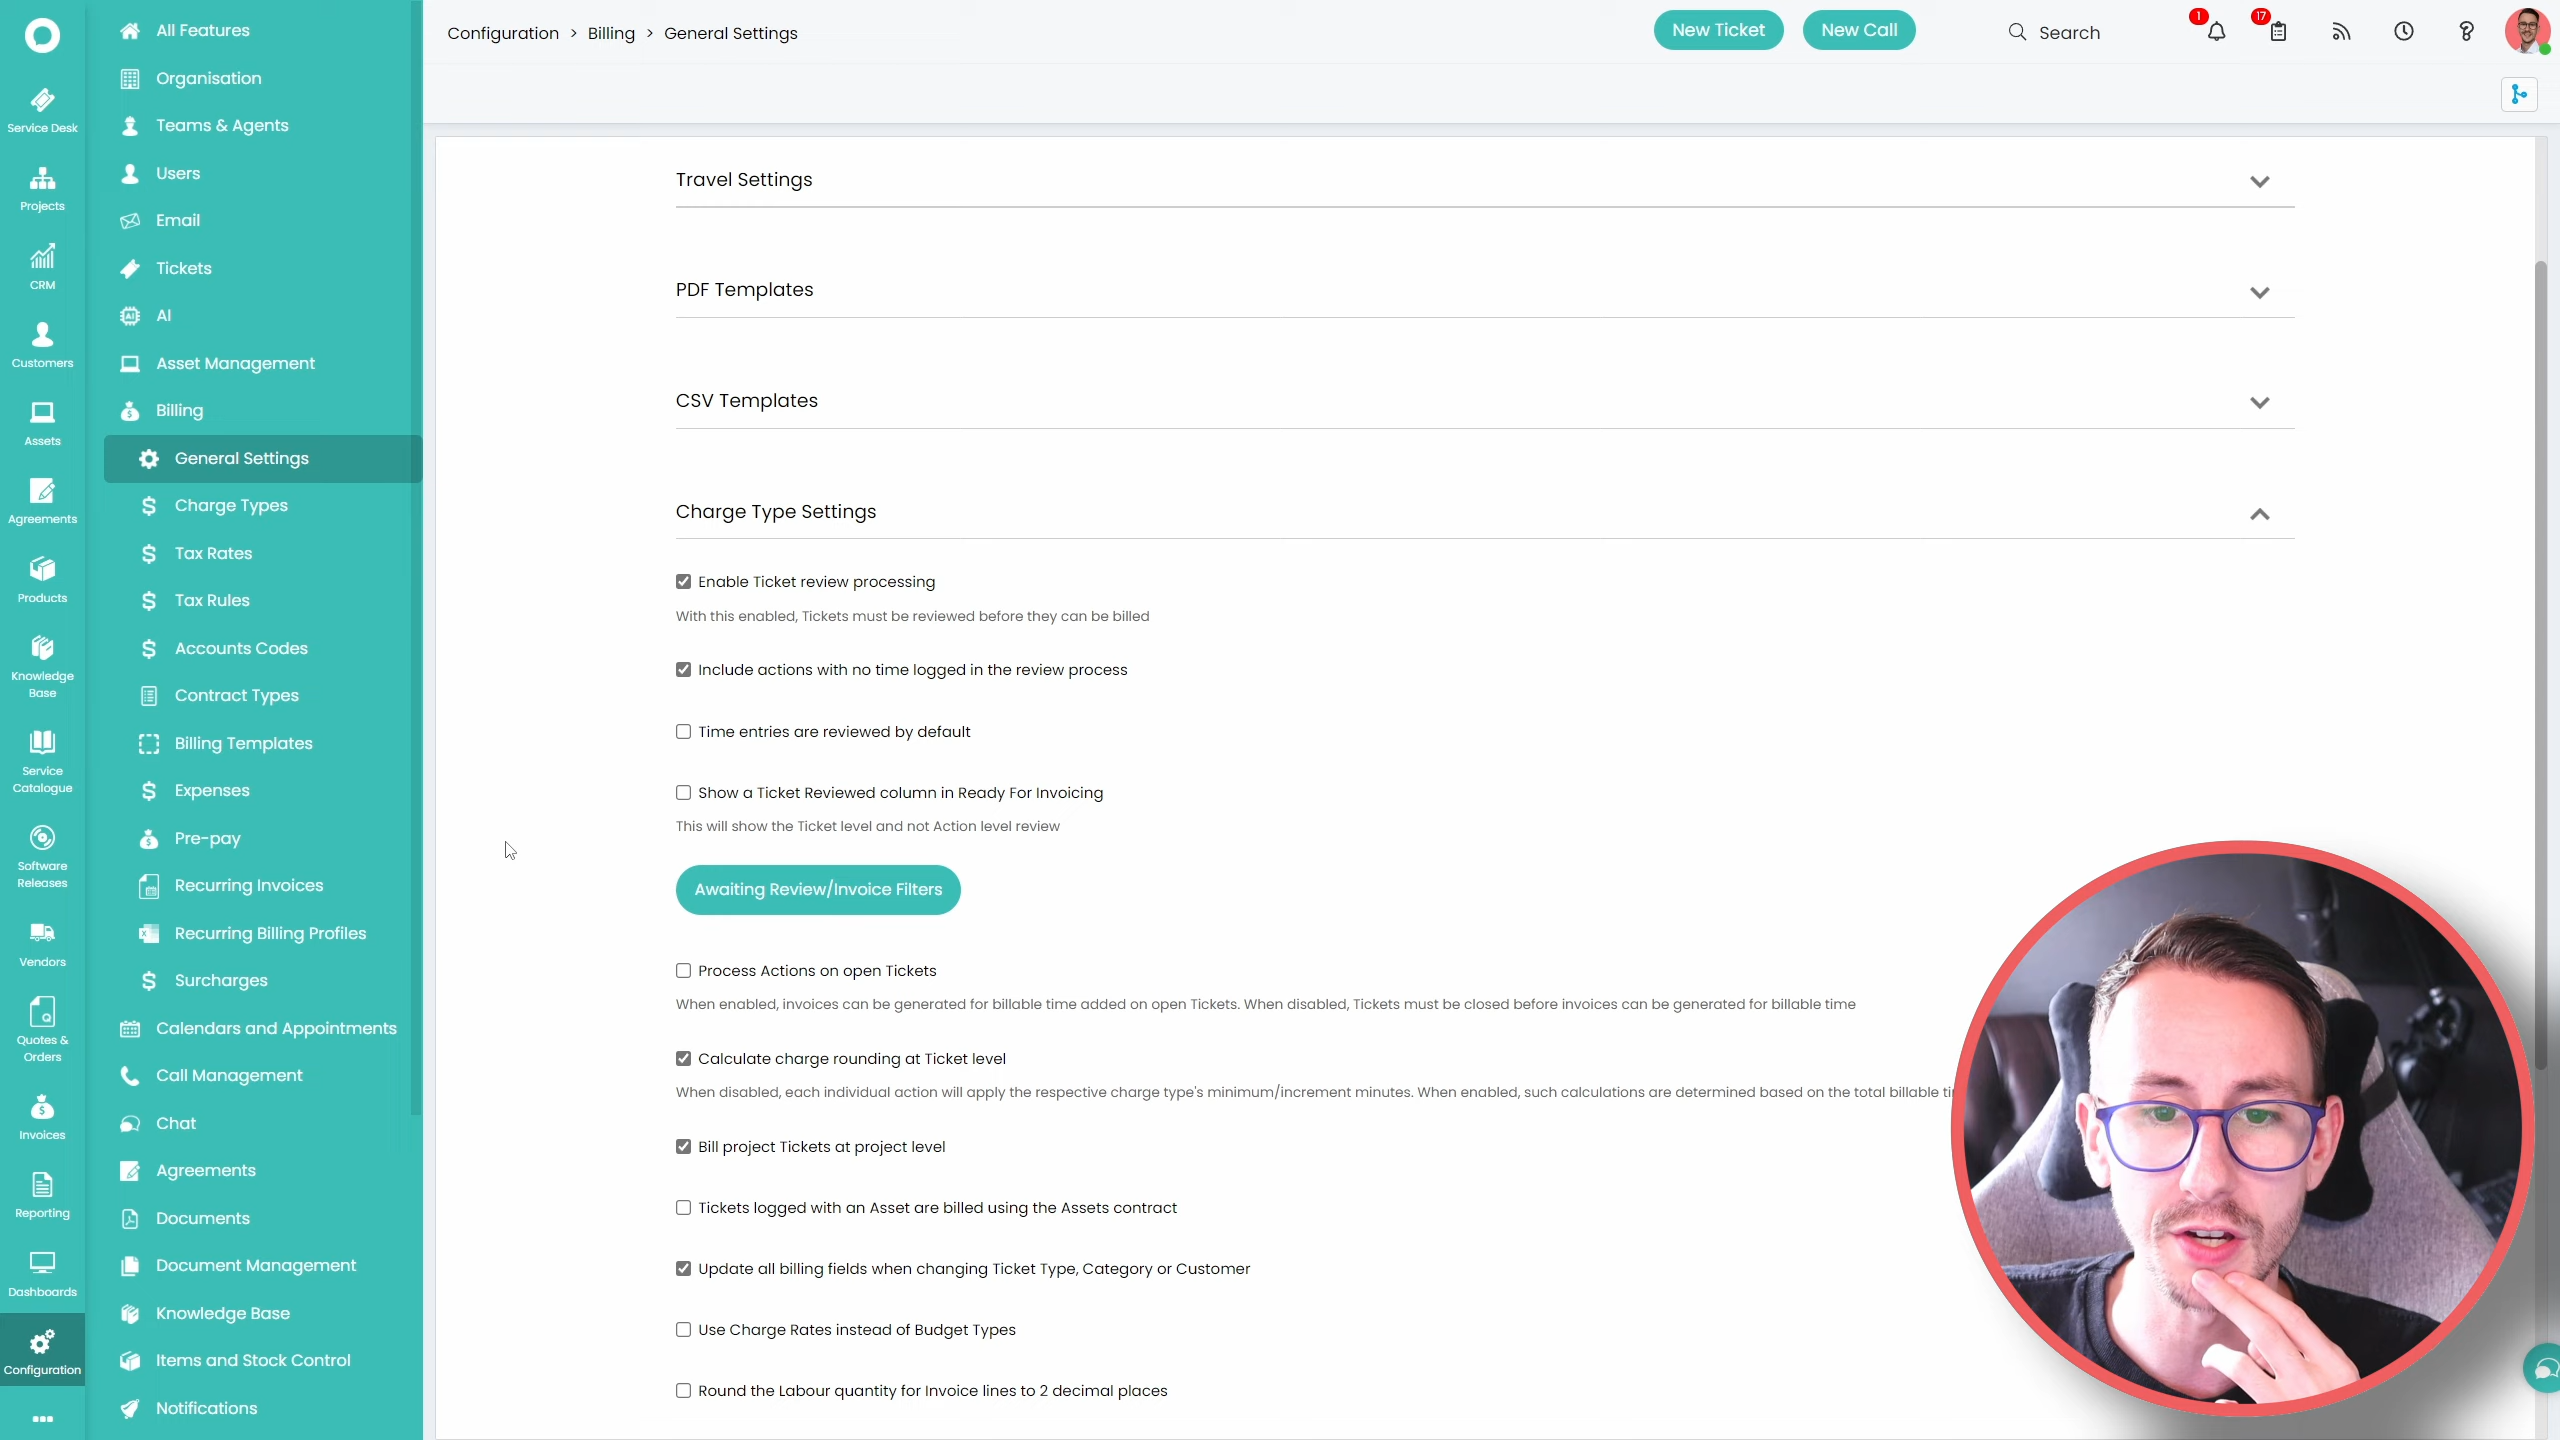 Service Desk
Projects
CRM
Customers
Assets
Agreements
Products
Knowledge
Base
Service
Catalogue
Software
Releases
Vendors
Quotes &
Orders
Invoices
Reporting
Dashboards
Configuration
All Features
Organisation
Teams & Agents
Users
Email
Tickets
AI
AI
Asset Management
Billing
General Settings
Charge Types
Tax Rates
Tax Rules
Accounts Codes
Contract Types
Billing Templates
Expenses
Pre-pay
Recurring Invoices
Recurring Billing Profiles
Surcharges
Calendars and Appointments
Call Management
Chat
Agreements
Documents
Document Management
Knowledge Base
Items and Stock Control
Notifications
Configuration > Billing > General Settings
New Ticket
New Call
Search
1
17
Travel Settings
PDF Templates
CSV Templates
Charge Type Settings
Enable Ticket review processing
With this enabled, Tickets must be reviewed before they can be billed
Include actions with no time logged in the review process
Time entries are reviewed by default
Show a Ticket Reviewed column in Ready For Invoicing
This will show the Ticket level and not Action level review
Awaiting Review/Invoice Filters
Process Actions on open Tickets
When enabled, invoices can be generated for billable time added on open Tickets. When disabled, Tickets must be closed before invoices can be generated for billable time
Calculate charge rounding at Ticket level
When disabled, each individual action will apply the respective charge type's minimum/increment minutes. When enabled, such calculations are determined based on the total billable
Bill project Tickets at project level
Tickets logged with an Asset are billed using the Assets contract
Update all billing fields when changing Ticket Type, Category or Customer
Use Charge Rates instead of Budget Types
Round the Labour quantity for Invoice lines to 2 decimal places